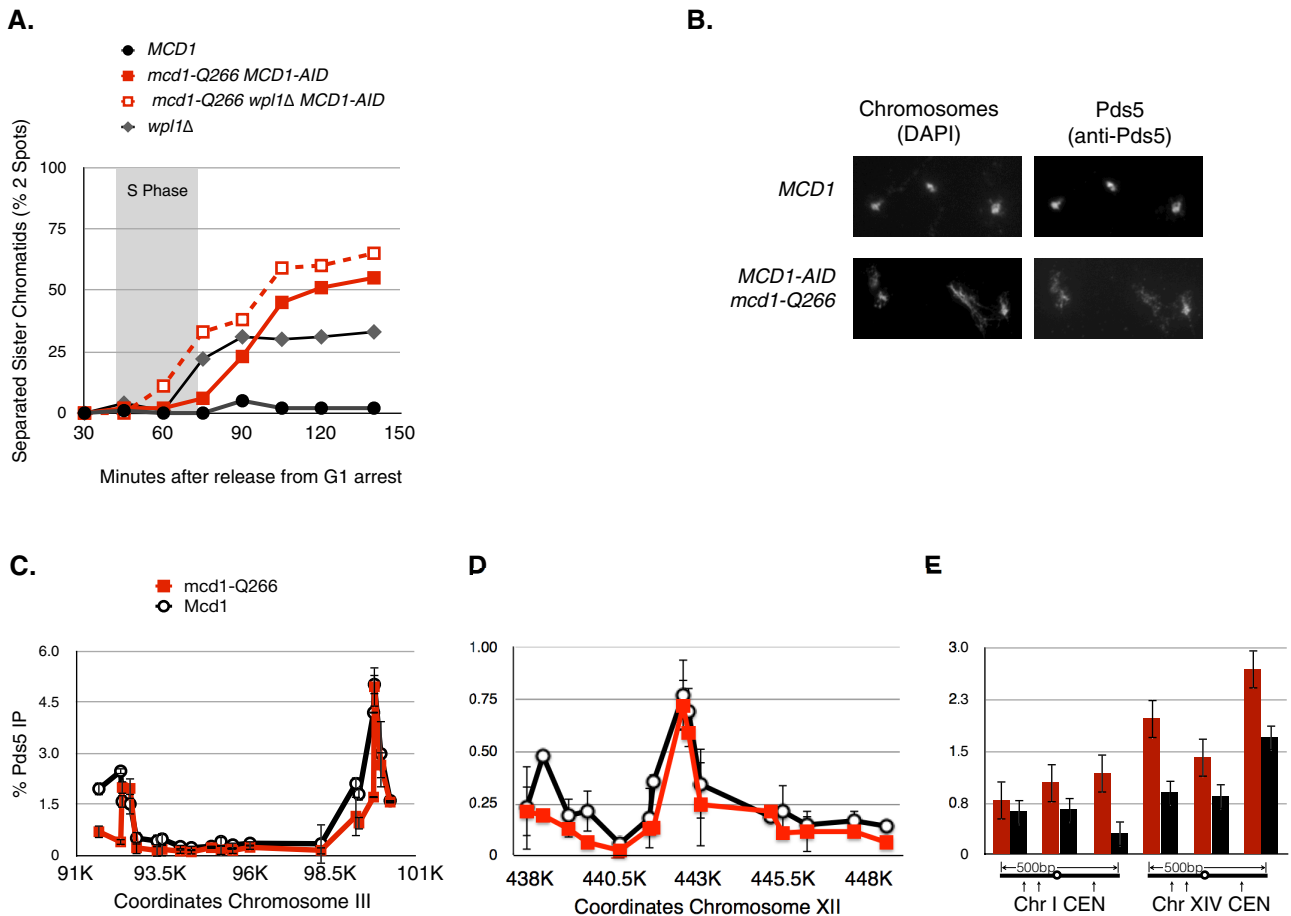 A.
MCD1
mcd1-Q266 MCD1-AID
mcd1-Q266 wpl1Δ MCD1-AID
wpl1Δ
Separated Sister Chromatids (% 2 Spots)
100
75
50
25
0
S Phase
30 60 90 120 150
Minutes after release from G1 arrest
B.
Chromosomes
(DAPI)
Pds5
(anti-Pds5)
MCD1
MCD1-AID
mcd1-Q266
C.
mcd1-Q266
Mcd1
% Pds5 IP
6.0
4.5
3.0
1.5
0
91K 93.5K 96K 98.5K 101K
Coordinates Chromosome III
D
1.00
0.75
0.50
0.25
0
438K 440.5K 443K 445.5K 448K
Coordinates Chromosome XII
E
3.0
2.3
1.5
0.8
0
500bp 500bp
Chr I CEN Chr XIV CEN